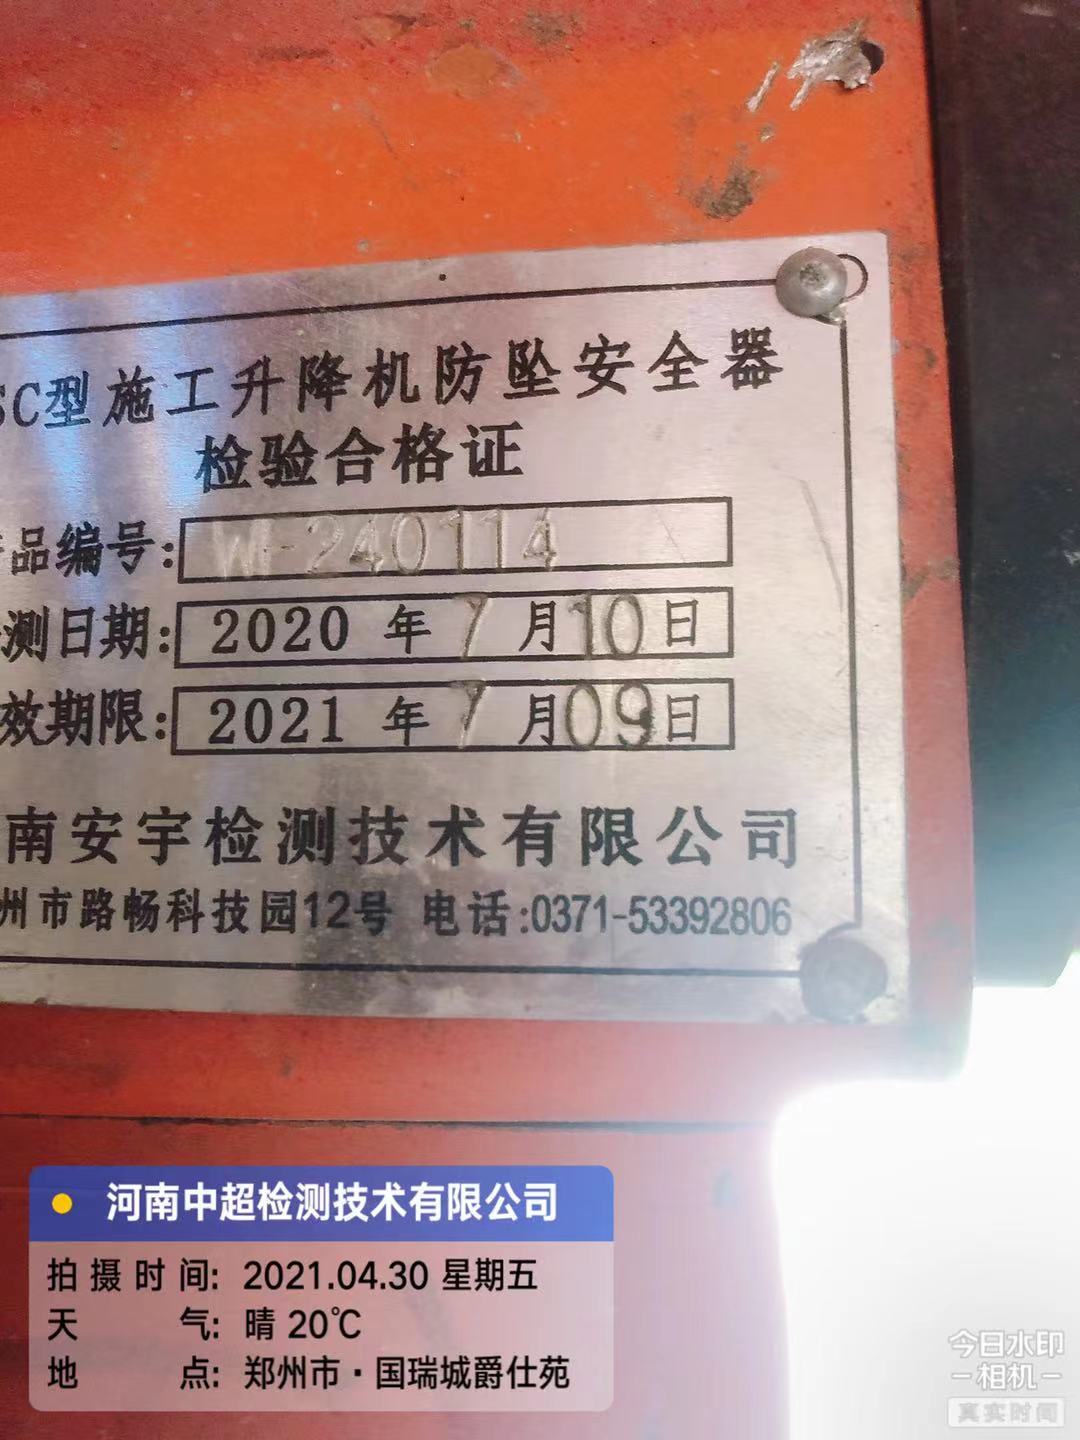 SC型施工升降机防坠安全器
检验合格证
品编号: W-240114
测日期: 2020 年 7 月 10 日
效期限: 2021 年 7 月 09 日
南安宇检测技术有限公司
州市路畅科技园12号 电话:0371-53392806
河南中超检测技术有限公司
拍摄时间: 2021.04.30 星期五
天 气: 晴 20℃
地 点: 郑州市·国瑞城爵仕苑
今日水印
相机
真实时间